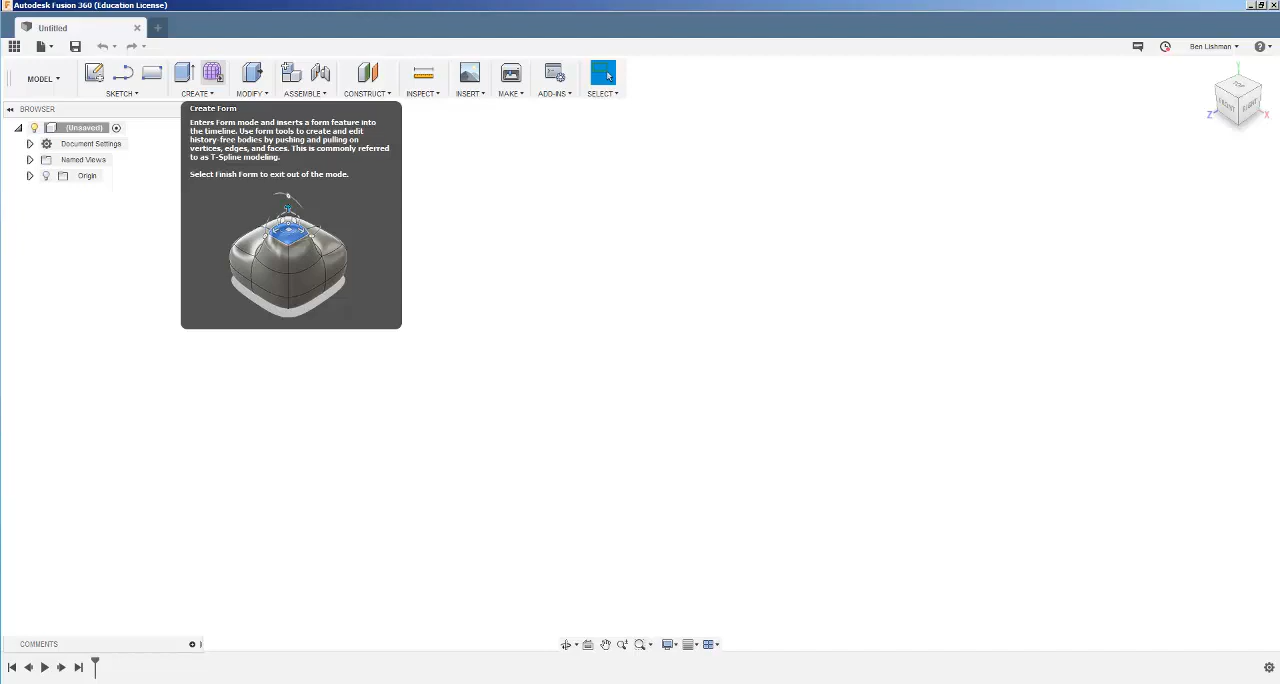 Autodesk Fusion 360 (Education License)
Untitled
Ben Lishman
MODEL
SKETCH
CREATE
MODIFY
ASSEMBLE
CONSTRUCT
INSPECT
INSERT
MAKE
ADD-INS
SELECT
BROWSER
(Unsaved)
Document Settings
Named Views
Origin
Create Form
Enters Form mode and inserts a form feature into
the timeline. Use form tools to create and edit
history-free bodies by pushing and pulling on
vertices, edges, and faces. This is commonly referred
to as T-Spline modeling.
Select Finish Form to exit out of the mode.
Y
TOP
FRONT
RIGHT
Z
X
COMMENTS